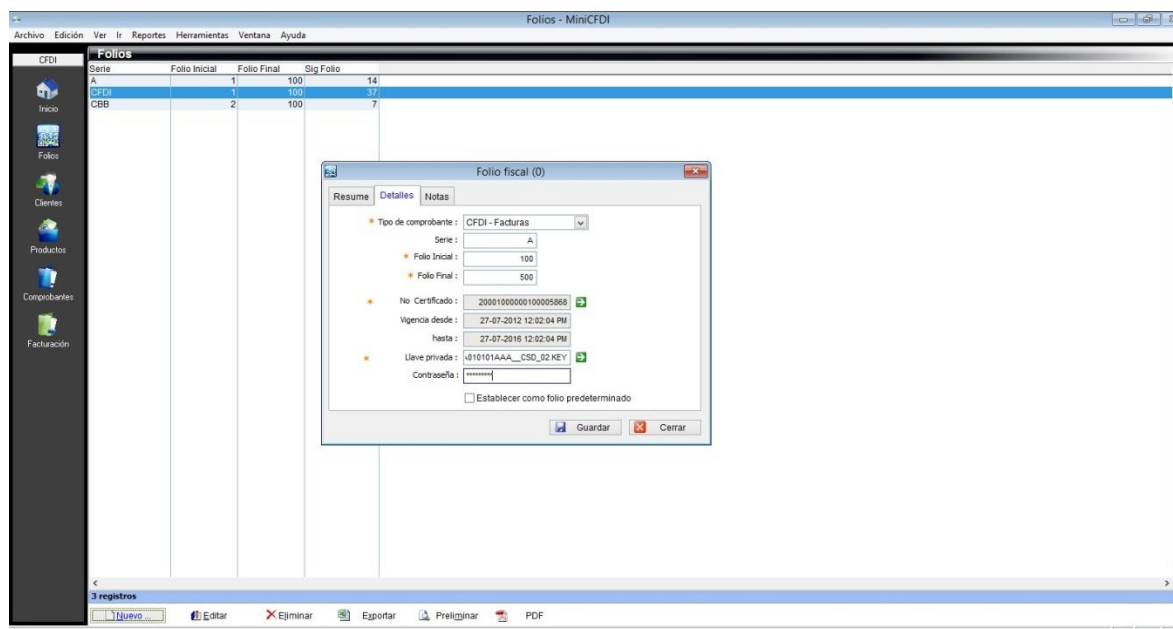 Folios - MiniCFDI
Archivo Edición Ver Ir Reportes Herramientas Ventana Ayuda
CFDI
Folios
Serie Folio Inicial Folio Final Sig Folio
A 1 100 14
CFDI 1 100 37
CBB 2 100 7
Inicio
Folios
Clientes
Productos
Comprobantes
Facturación
Folio fiscal (0)
Resume Detalles Notas
* Tipo de comprobante : CFDI - Facturas
Serie : A
* Folio Inicial : 100
* Folio Final : 500
* No Certificado : 20001000000100005868
Vigencia desde : 27-07-2012 12:02:04 PM
hasta : 27-07-2016 12:02:04 PM
* Llave privada : 010101AAA__CSD_02.KEY
Contraseña : *********
Establecer como folio predeterminado
Guardar Cerrar
3 registros
Nuevo ... Editar Eliminar Exportar Preliminar PDF